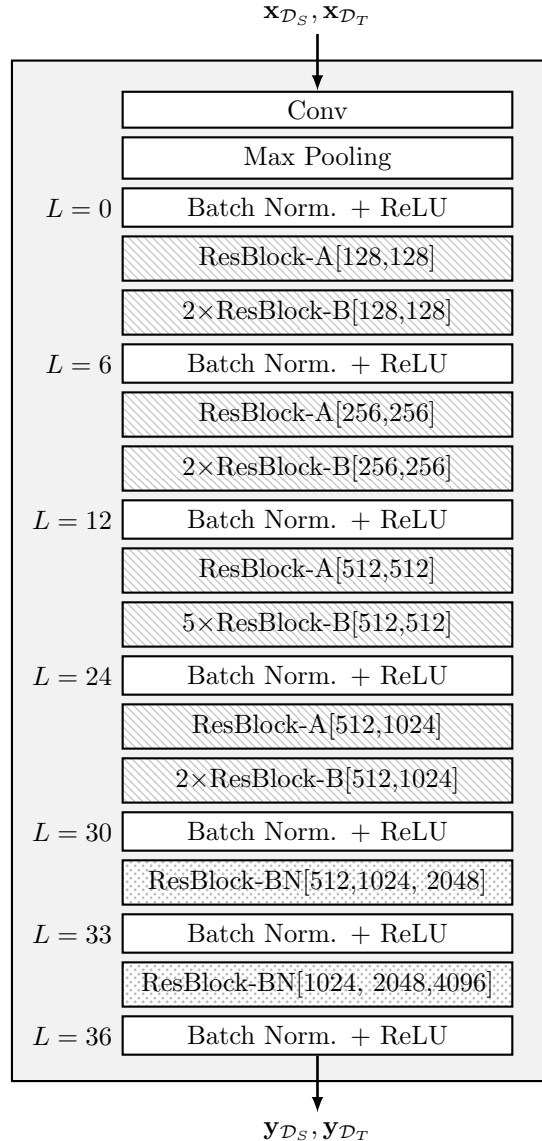 x_{D_S}, x_{D_T}
Conv
Max Pooling
L = 0 Batch Norm. + ReLU
ResBlock-A[128,128]
2×ResBlock-B[128,128]
L = 6 Batch Norm. + ReLU
ResBlock-A[256,256]
2×ResBlock-B[256,256]
L = 12 Batch Norm. + ReLU
ResBlock-A[512,512]
5×ResBlock-B[512,512]
L = 24 Batch Norm. + ReLU
ResBlock-A[512,1024]
2×ResBlock-B[512,1024]
L = 30 Batch Norm. + ReLU
ResBlock-BN[512,1024, 2048]
L = 33 Batch Norm. + ReLU
ResBlock-BN[1024, 2048,4096]
L = 36 Batch Norm. + ReLU
y_{D_S}, y_{D_T}